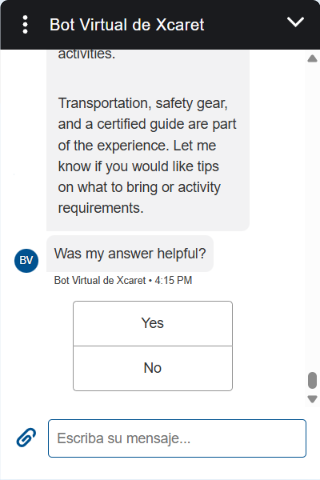 Bot Virtual de Xcaret
activities.
Transportation, safety gear,
and a certified guide are part
of the experience. Let me
know if you would like tips
on what to bring or activity
requirements.
Was my answer helpful?
BV
Bot Virtual de Xcaret • 4:15 PM
Yes
No
Escriba su mensaje...